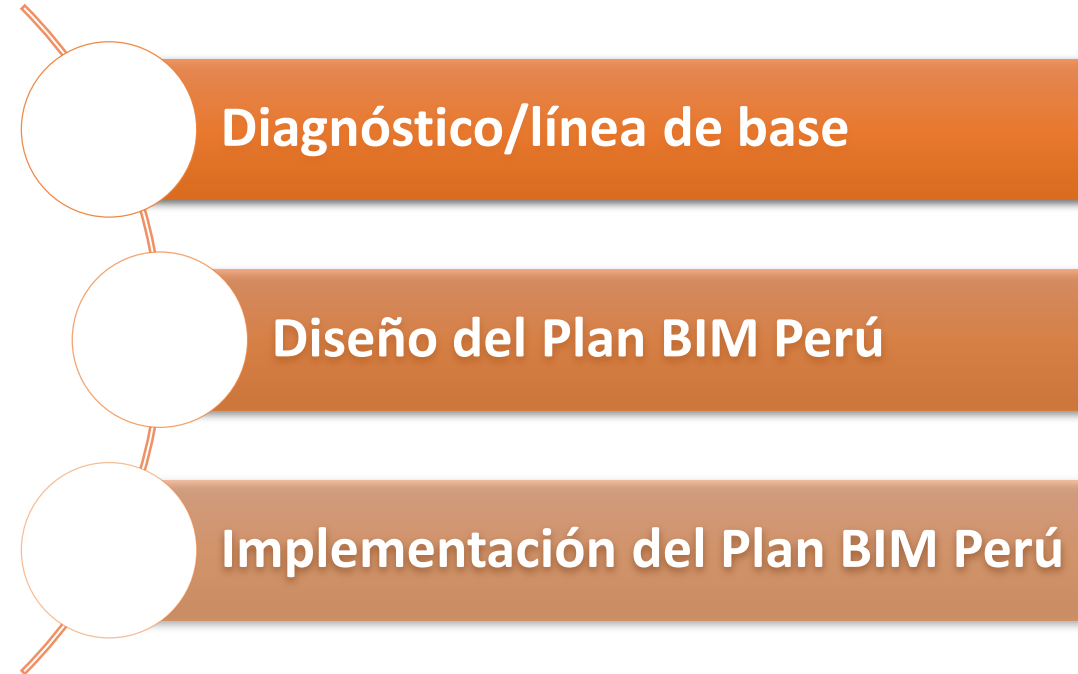 Diagnóstico/línea de base
Diseño del Plan BIM Perú
Implementación del Plan BIM Perú